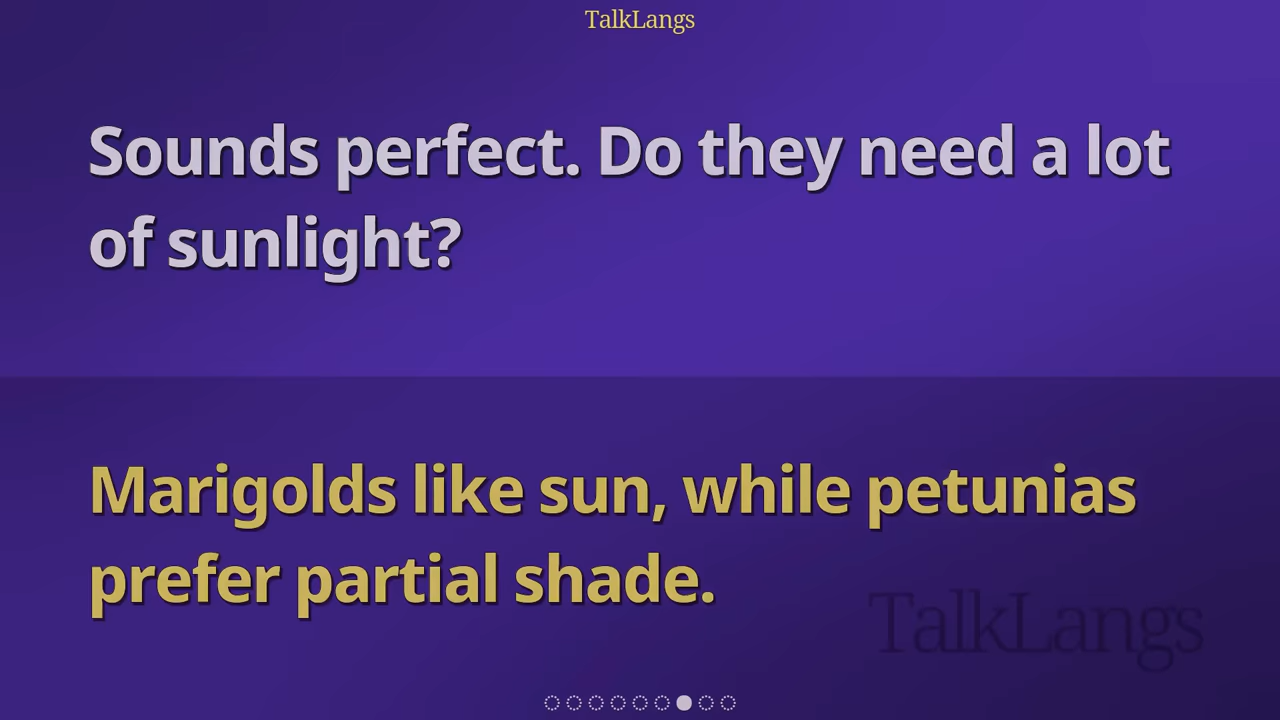 TalkLangs
Sounds perfect. Do they need a lot
of sunlight?
Marigolds like sun, while petunias
prefer partial shade.
TalkLangs